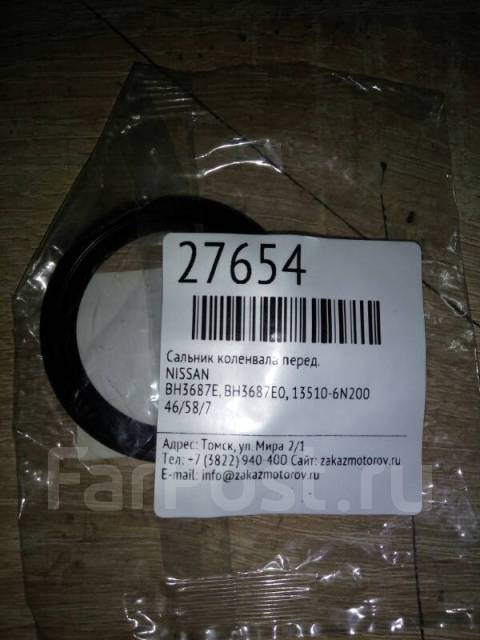 27654
Сальник коленвала перед.
NISSAN
BH3687E, BH3687E0, 13510-6N200
46/58/7
Адрес: Томск, ул. Мира 2/1
Тел: +7 (3822) 940 400 Сайт: zakazmotorov.ru
E-mail: info@zakazmotorov.ru
FarPost.ru